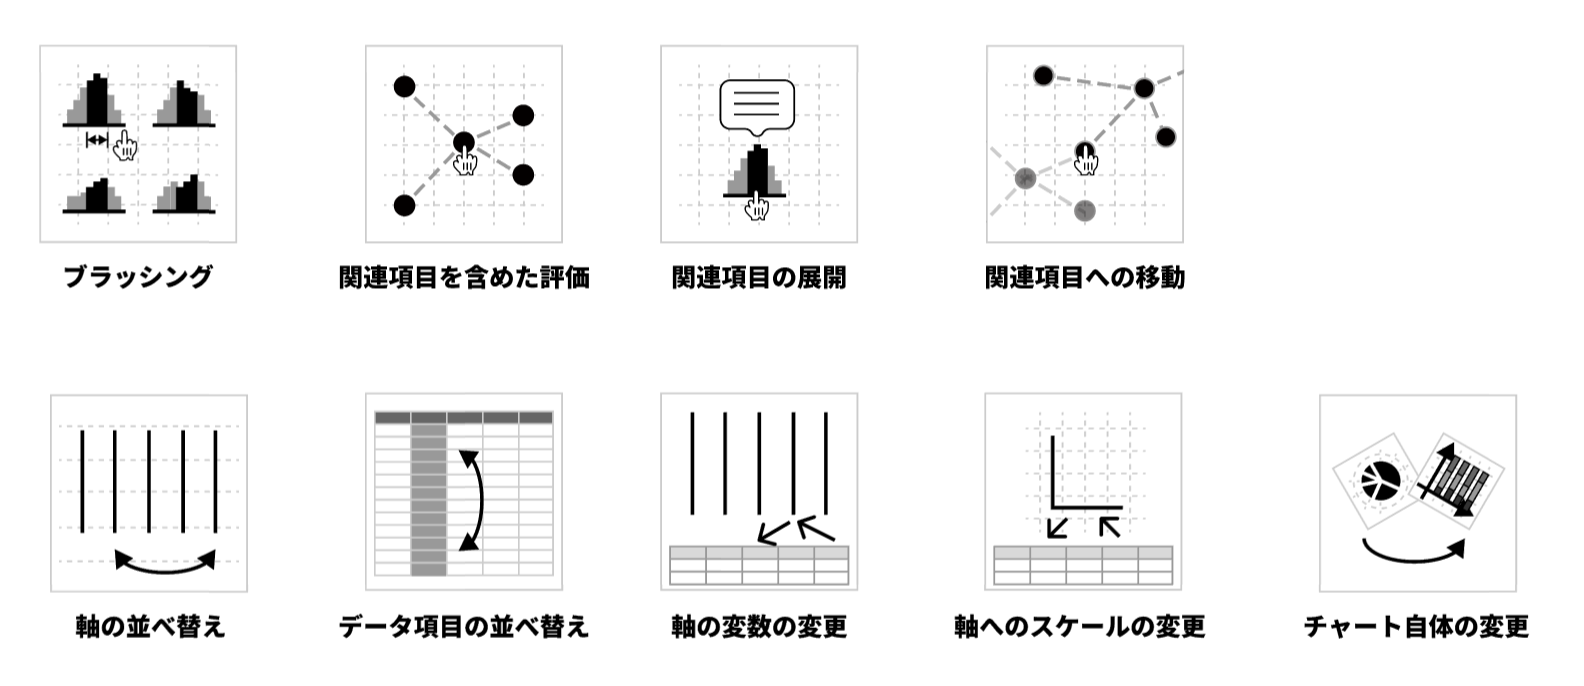 ブラッシング
関連項目を含めた評価
関連項目の展開
関連項目への移動
軸の並べ替え
データ項目の並べ替え
軸の変数の変更
軸へのスケールの変更
チャート自体の変更